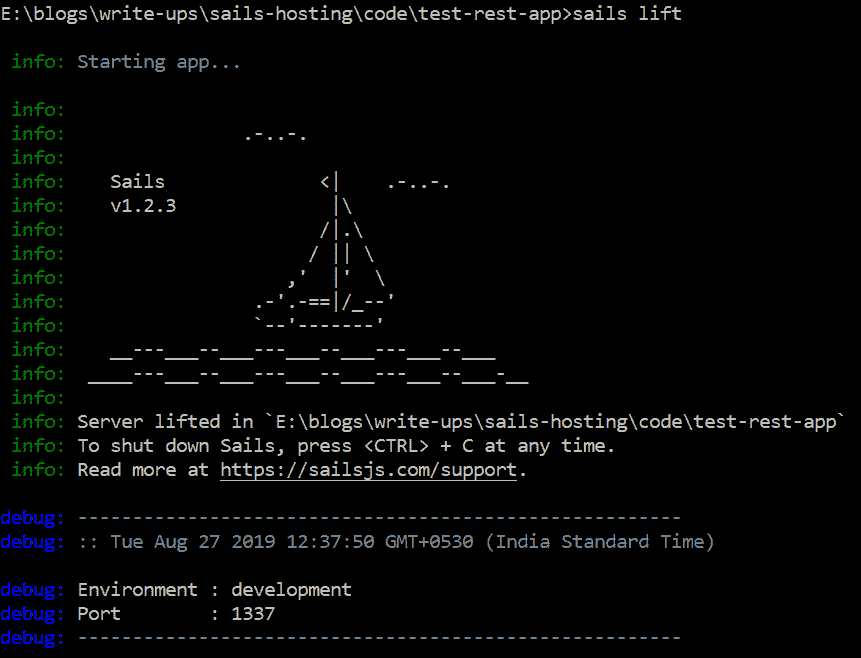 E:\blogs\write-ups\sails-hosting\code\test-rest-app>sails lift
info: Starting app...
info:
info:                 .-..-.
info:
info:    Sails              <|    .-..-.
info:    v1.2.3              |\
info:                       /|.\
info:                      / || \
info:                    ,'  |'  \
info:                 .-'.-==|/_--'
info:                 `--'-------'
info:    __---___--___---___--___---___--___
info:  ____---___--___---___--___---___--___-__
info:
info: Server lifted in `E:\blogs\write-ups\sails-hosting\code\test-rest-app`
info: To shut down Sails, press <CTRL> + C at any time.
info: Read more at https://sailsjs.com/support.
debug: -------------------------------------------------------
debug: :: Tue Aug 27 2019 12:37:50 GMT+0530 (India Standard Time)
debug: Environment : development
debug: Port        : 1337
debug: -------------------------------------------------------